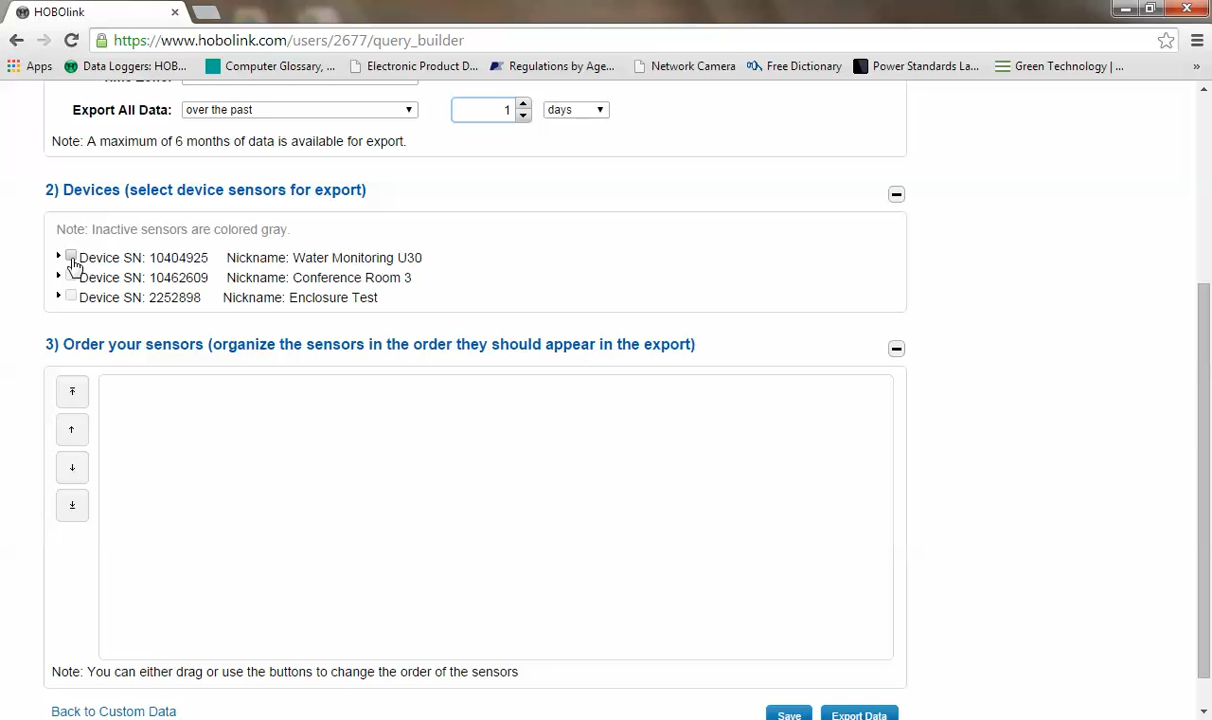 HOBOlink
https://www.hobolink.com/users/2677/query_builder
Apps Data Loggers: HOB... Computer Glossary, ... Electronic Product D... Regulations by Age... Network Camera Free Dictionary Power Standards La... Green Technology | ... »
Export All Data: over the past 1 days
Note: A maximum of 6 months of data is available for export.
2) Devices (select device sensors for export)
Note: Inactive sensors are colored gray.
Device SN: 10404925 Nickname: Water Monitoring U30
Device SN: 10462609 Nickname: Conference Room 3
Device SN: 2252898 Nickname: Enclosure Test
3) Order your sensors (organize the sensors in the order they should appear in the export)
Note: You can either drag or use the buttons to change the order of the sensors
Back to Custom Data Save Export Data